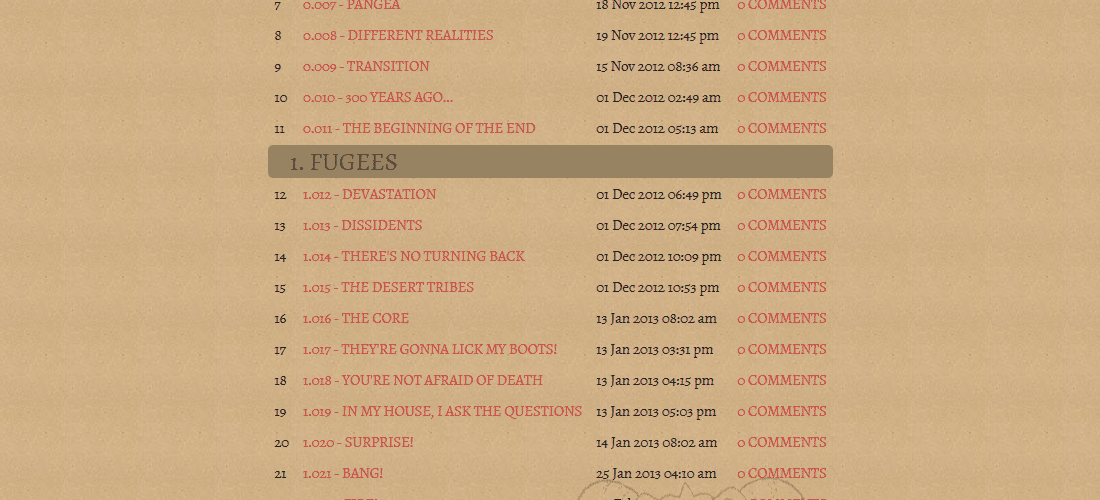 7 0.007 - PANGEA 18 Nov 2012 12:45 pm 0 COMMENTS
8 0.008 - DIFFERENT REALITIES 19 Nov 2012 12:45 pm 0 COMMENTS
9 0.009 - TRANSITION 15 Nov 2012 08:36 am 0 COMMENTS
10 0.010 - 300 YEARS AGO... 01 Dec 2012 02:49 am 0 COMMENTS
11 0.011 - THE BEGINNING OF THE END 01 Dec 2012 05:13 am 0 COMMENTS
1. FUGEES
12 1.012 - DEVASTATION 01 Dec 2012 06:49 pm 0 COMMENTS
13 1.013 - DISSIDENTS 01 Dec 2012 07:54 pm 0 COMMENTS
14 1.014 - THERE'S NO TURNING BACK 01 Dec 2012 10:09 pm 0 COMMENTS
15 1.015 - THE DESERT TRIBES 01 Dec 2012 10:53 pm 0 COMMENTS
16 1.016 - THE CORE 13 Jan 2013 08:02 am 0 COMMENTS
17 1.017 - THEY'RE GONNA LICK MY BOOTS! 13 Jan 2013 03:31 pm 0 COMMENTS
18 1.018 - YOU'RE NOT AFRAID OF DEATH 13 Jan 2013 04:15 pm 0 COMMENTS
19 1.019 - IN MY HOUSE, I ASK THE QUESTIONS 13 Jan 2013 05:03 pm 0 COMMENTS
20 1.020 - SURPRISE! 14 Jan 2013 08:02 am 0 COMMENTS
21 1.021 - BANG! 25 Jan 2013 04:10 am 0 COMMENTS